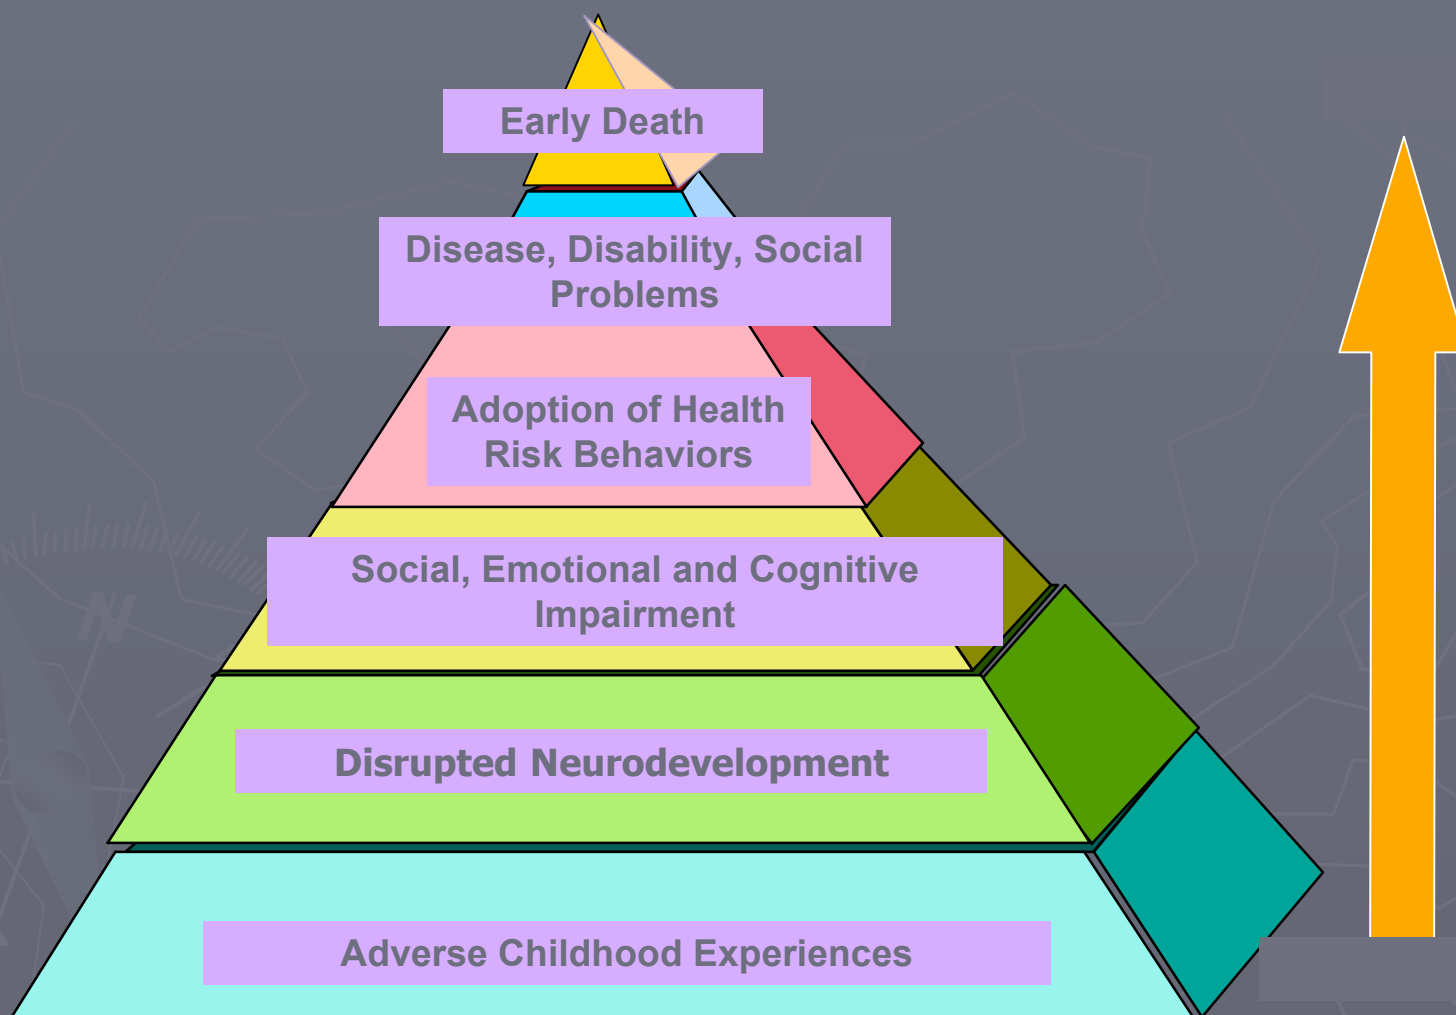 Early Death
Disease, Disability, Social
Problems
Adoption of Health
Risk Behaviors
Social, Emotional and Cognitive
Impairment
Disrupted Neurodevelopment
Adverse Childhood Experiences
N